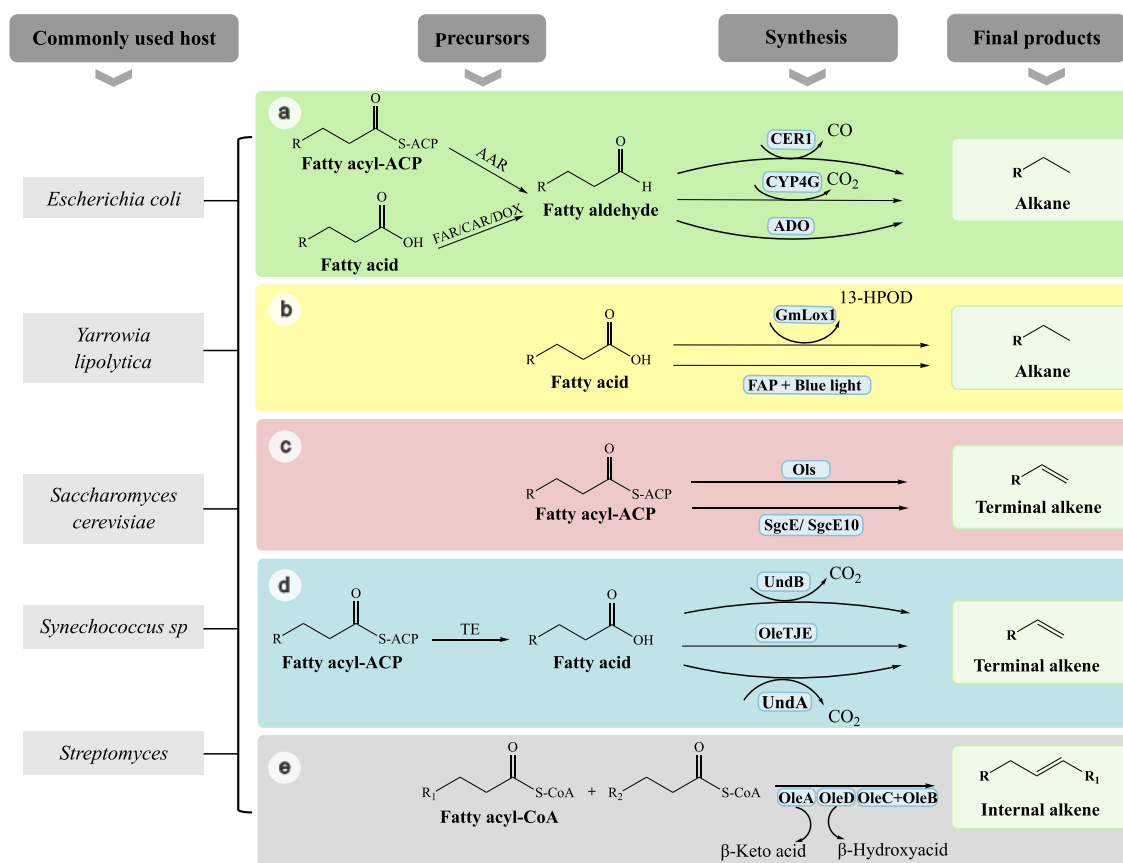 Commonly used host
Precursors
Synthesis
Final products
Escherichia coli
Yarrowia
lipolytica
Saccharomyces
cerevisiae
Synechococcus sp
Streptomyces
a
O
R
S-ACP
Fatty acyl-ACP
AAR
O
R
OH
Fatty acid
FAR/CAR/DOX
O
R
H
Fatty aldehyde
CER1
CO
CYP4G
CO2
ADO
R
Alkane
b
O
R
OH
Fatty acid
GmLox1
13-HPOD
FAP + Blue light
R
Alkane
c
O
R
S-ACP
Fatty acyl-ACP
Ols
SgcE/ SgcE10
R
Terminal alkene
d
O
R
S-ACP
Fatty acyl-ACP
TE
O
R
OH
Fatty acid
UndB
CO2
OleTJE
UndA
CO2
R
Terminal alkene
e
O
R1
S-CoA
Fatty acyl-CoA
+
O
R2
S-CoA
OleA OleD OleC+OleB
β-Keto acid
β-Hydroxyacid
R
R1
Internal alkene